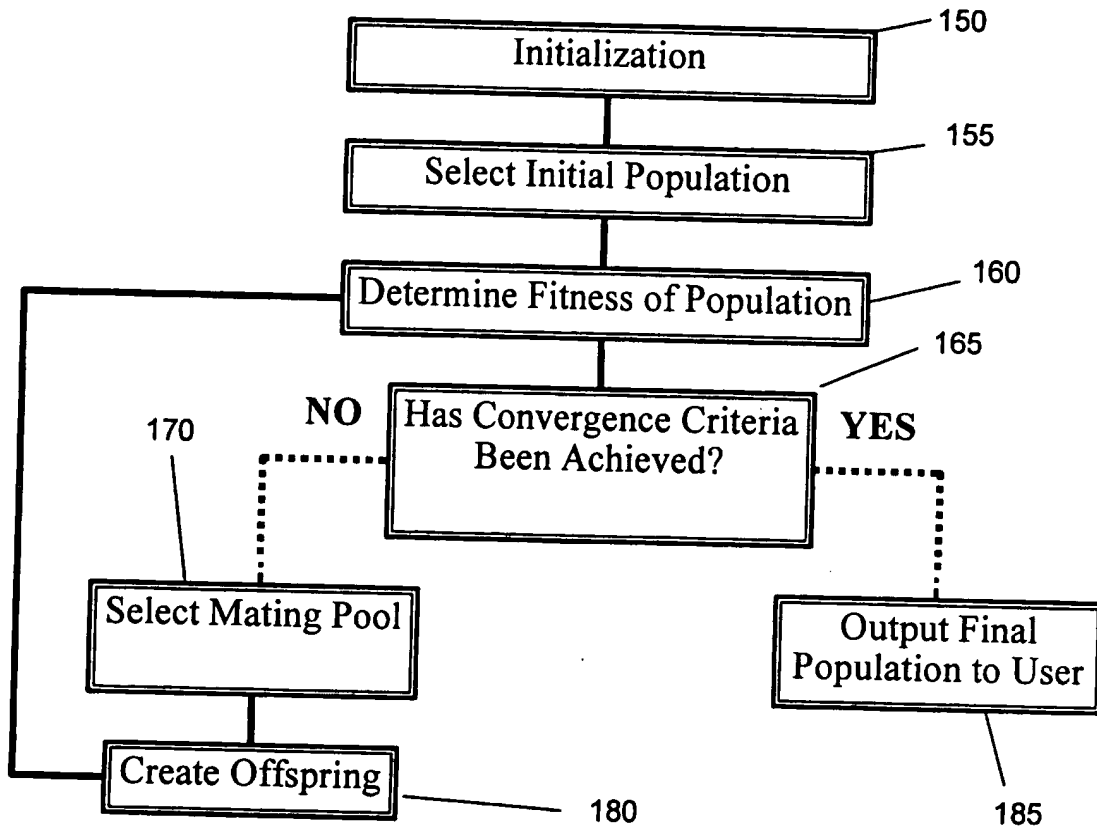 150
Initialization
155
Select Initial Population
160
Determine Fitness of Population
165
NO
Has Convergence Criteria
Been Achieved?
YES
170
Select Mating Pool
Output Final
Population to User
Create Offspring
180
185